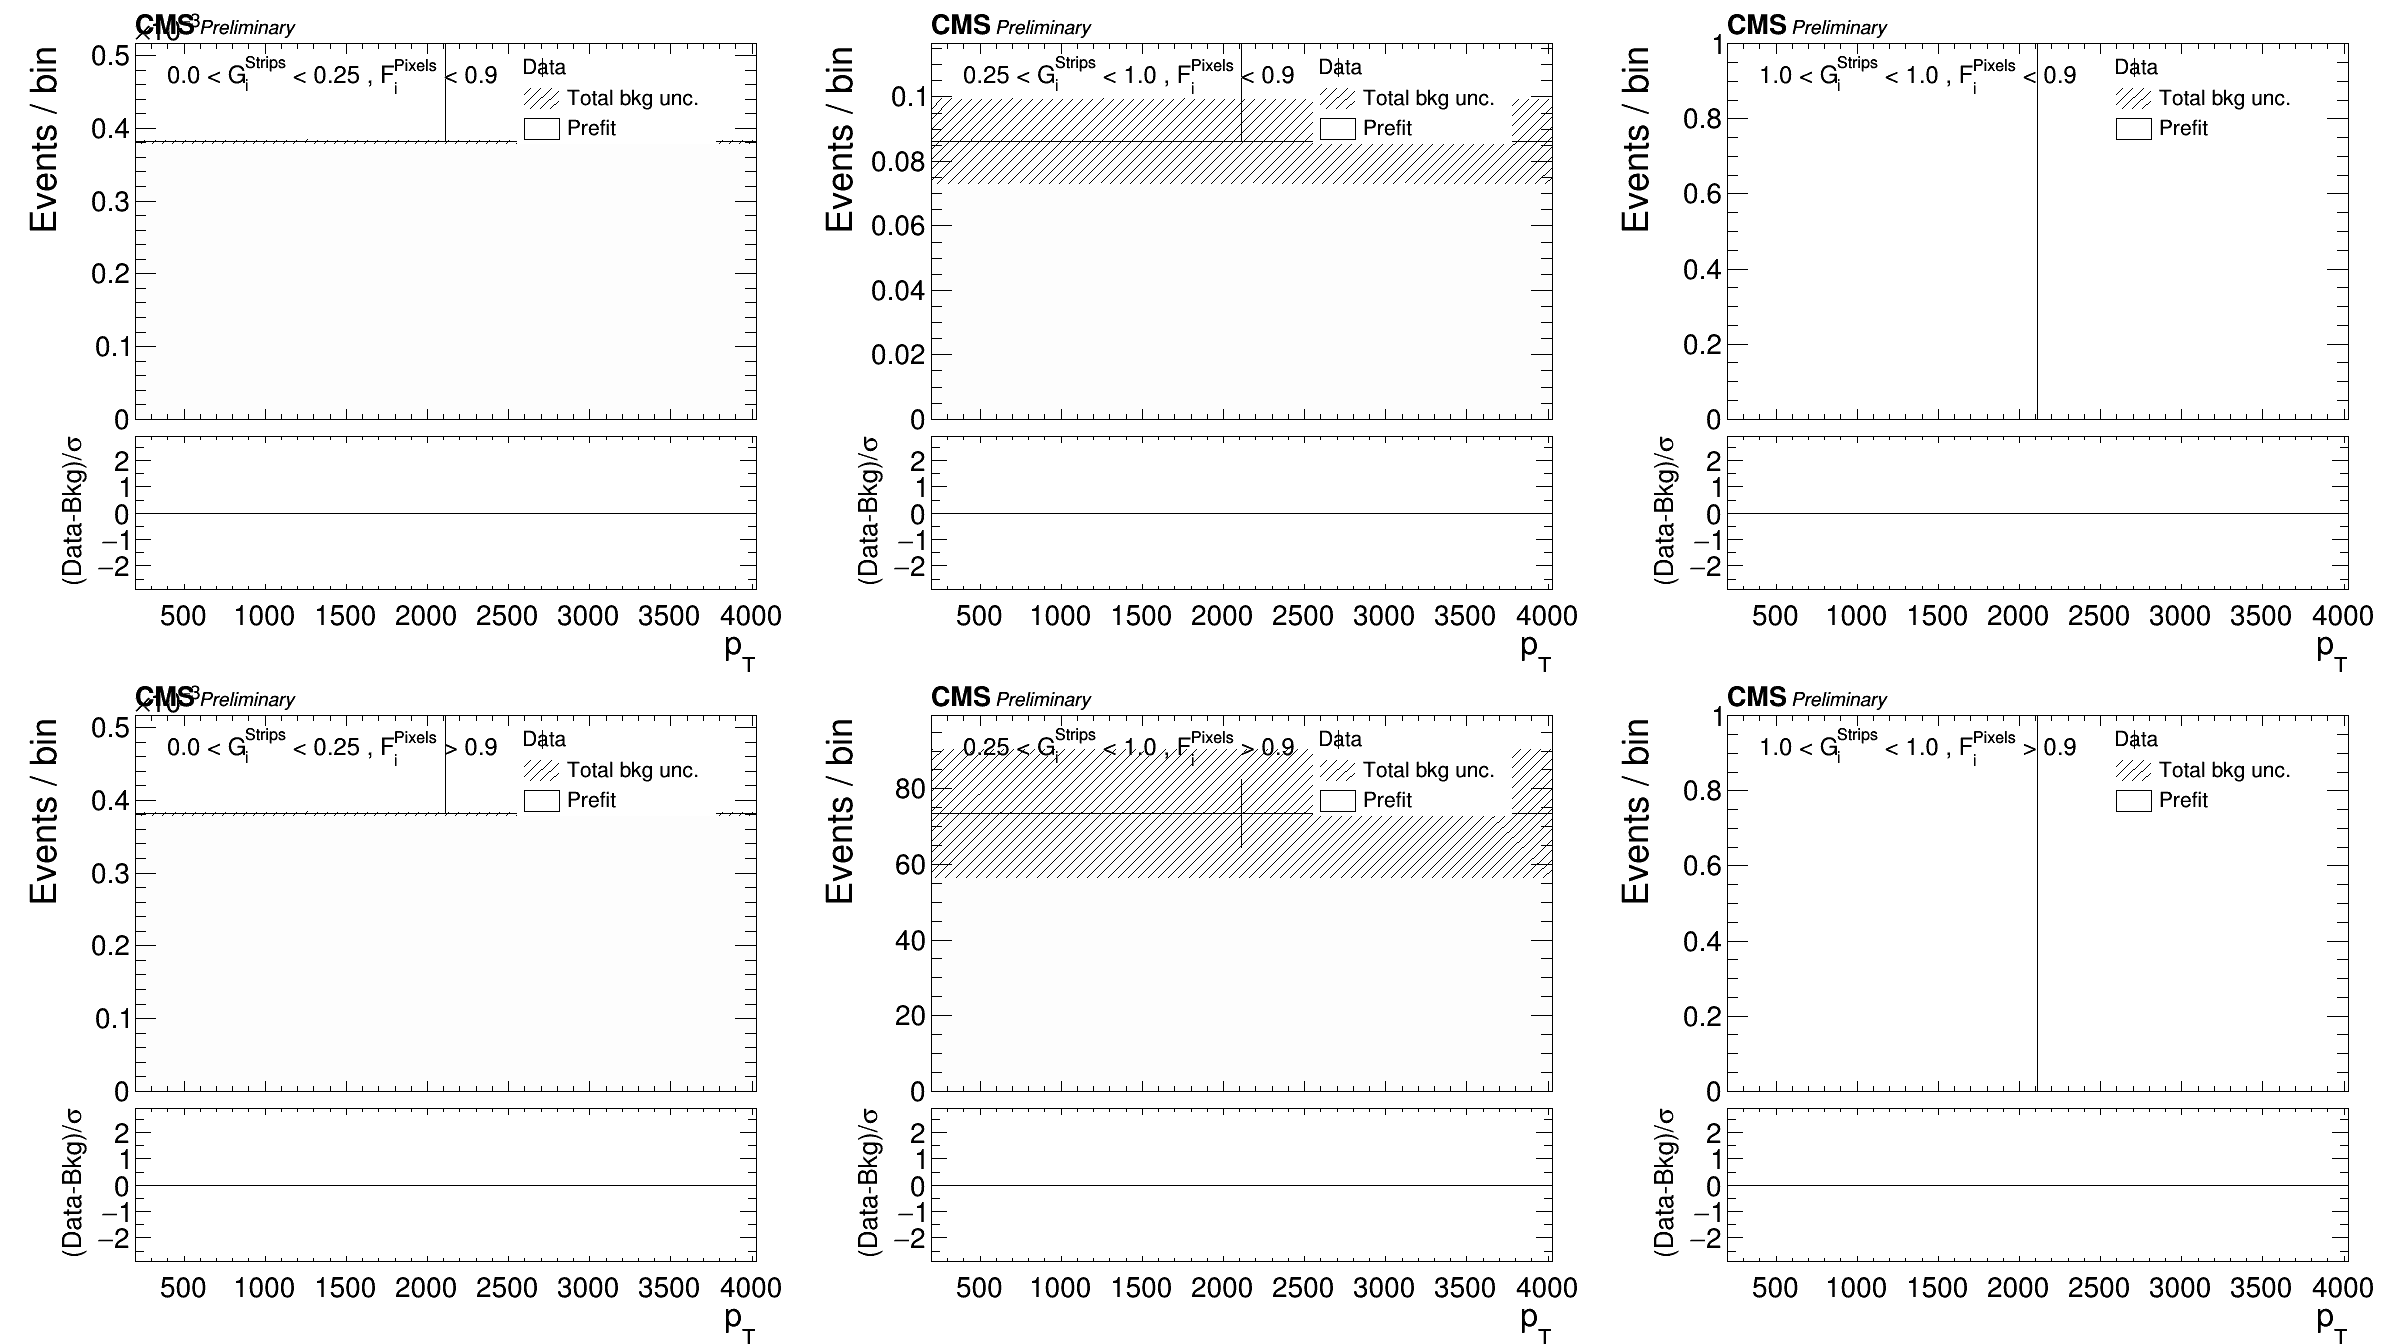 CMS Preliminary
×10⁻³
Events / bin
0.0 < G_i^Strips < 0.25 , F_i^Pixels < 0.9
Data
Total bkg unc.
Prefit
0.5
0.4
0.3
0.2
0.1
0
(Data-Bkg)/σ
2
1
0
−1
−2
500 1000 1500 2000 2500 3000 3500 4000
p_T
CMS Preliminary
Events / bin
0.25 < G_i^Strips < 1.0 , F_i^Pixels < 0.9
Data
Total bkg unc.
Prefit
0.1
0.08
0.06
0.04
0.02
0
(Data-Bkg)/σ
2
1
0
−1
−2
500 1000 1500 2000 2500 3000 3500 4000
p_T
CMS Preliminary
Events / bin
1.0 < G_i^Strips < 1.0 , F_i^Pixels < 0.9
Data
Total bkg unc.
Prefit
1
0.8
0.6
0.4
0.2
0
(Data-Bkg)/σ
2
1
0
−1
−2
500 1000 1500 2000 2500 3000 3500 4000
p_T
CMS Preliminary
×10⁻³
Events / bin
0.0 < G_i^Strips < 0.25 , F_i^Pixels > 0.9
Data
Total bkg unc.
Prefit
0.5
0.4
0.3
0.2
0.1
0
(Data-Bkg)/σ
2
1
0
−1
−2
500 1000 1500 2000 2500 3000 3500 4000
p_T
CMS Preliminary
Events / bin
0.25 < G_i^Strips < 1.0 , F_i^Pixels > 0.9
Data
Total bkg unc.
Prefit
80
60
40
20
0
(Data-Bkg)/σ
2
1
0
−1
−2
500 1000 1500 2000 2500 3000 3500 4000
p_T
CMS Preliminary
Events / bin
1.0 < G_i^Strips < 1.0 , F_i^Pixels > 0.9
Data
Total bkg unc.
Prefit
1
0.8
0.6
0.4
0.2
0
(Data-Bkg)/σ
2
1
0
−1
−2
500 1000 1500 2000 2500 3000 3500 4000
p_T